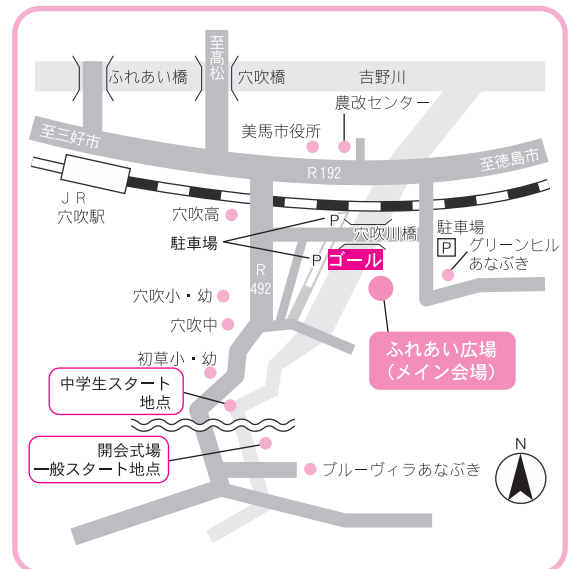 至高松
ふれあい橋
穴吹橋
吉野川
農改センター
美馬市役所
至三好市
R 192
至徳島市
ＪＲ
穴吹駅
穴吹高
駐車場
P
P
穴吹川橋
駐車場
P
グリーンヒル
あなぶき
ゴール
R
492
穴吹小・幼
穴吹中
ふれあい広場
（メイン会場）
初草小・幼
中学生スタート
地点
開会式場
一般スタート地点
ブルーヴィラあなぶき
N